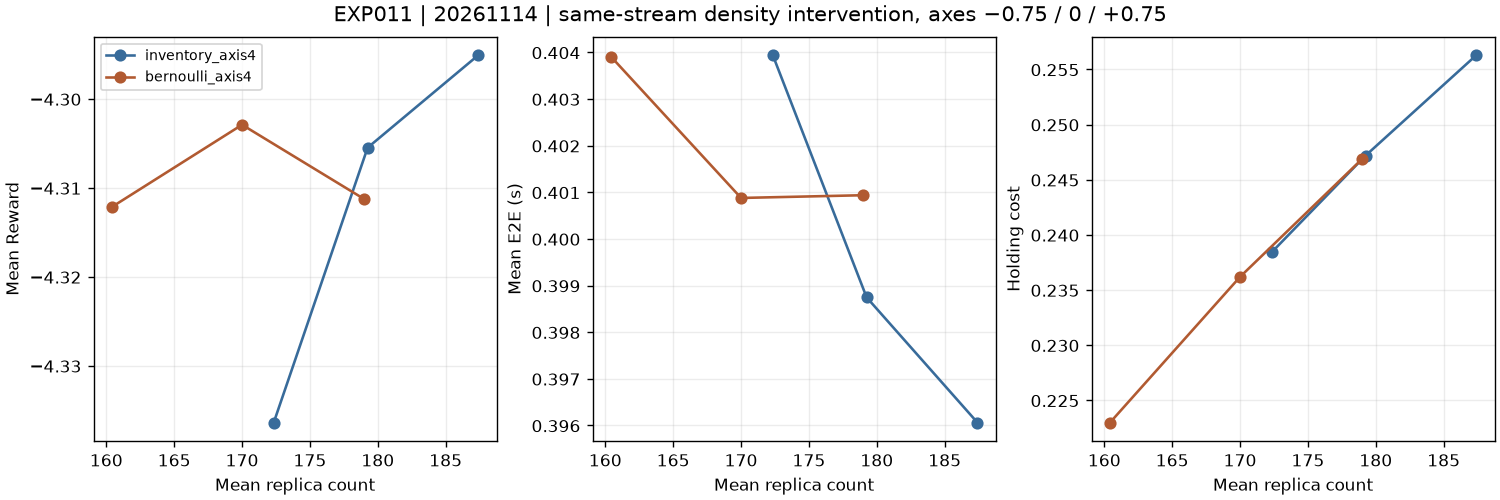 EXP011 | 20261114 | same-stream density intervention, axes −0.75 / 0 / +0.75
inventory_axis4
bernoulli_axis4
Mean Reward
−4.30
−4.31
−4.32
−4.33
160 165 170 175 180 185
Mean replica count
Mean E2E (s)
0.404
0.403
0.402
0.401
0.400
0.399
0.398
0.397
0.396
160 165 170 175 180 185
Mean replica count
Holding cost
0.255
0.250
0.245
0.240
0.235
0.230
0.225
160 165 170 175 180 185
Mean replica count